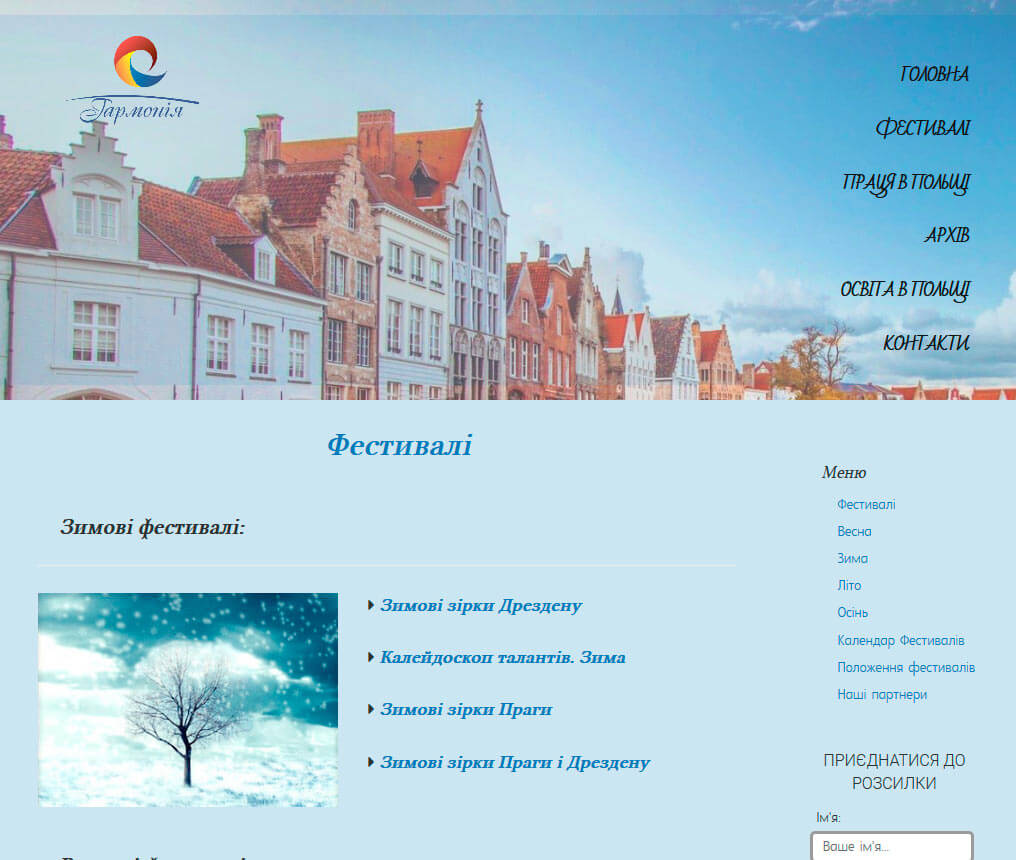 Гармонія
ГОЛОВНА
ФЕСТИВАЛІ
ПРАЦЯ В ПОЛЬЩІ
АРХІВ
ОСВІТА В ПОЛЬЩІ
КОНТАКТИ
Фестивалі
Зимові фестивалі:
Зимові зірки Дрездену
Калейдоскоп талантів. Зима
Зимові зірки Праги
Зимові зірки Праги і Дрездену
Меню
Фестивалі
Весна
Зима
Літо
Осінь
Календар Фестивалів
Положення фестивалів
Наші партнери
ПРИЄДНАТИСЯ ДО
РОЗСИЛКИ
Ім'я:
Ваше ім'я...